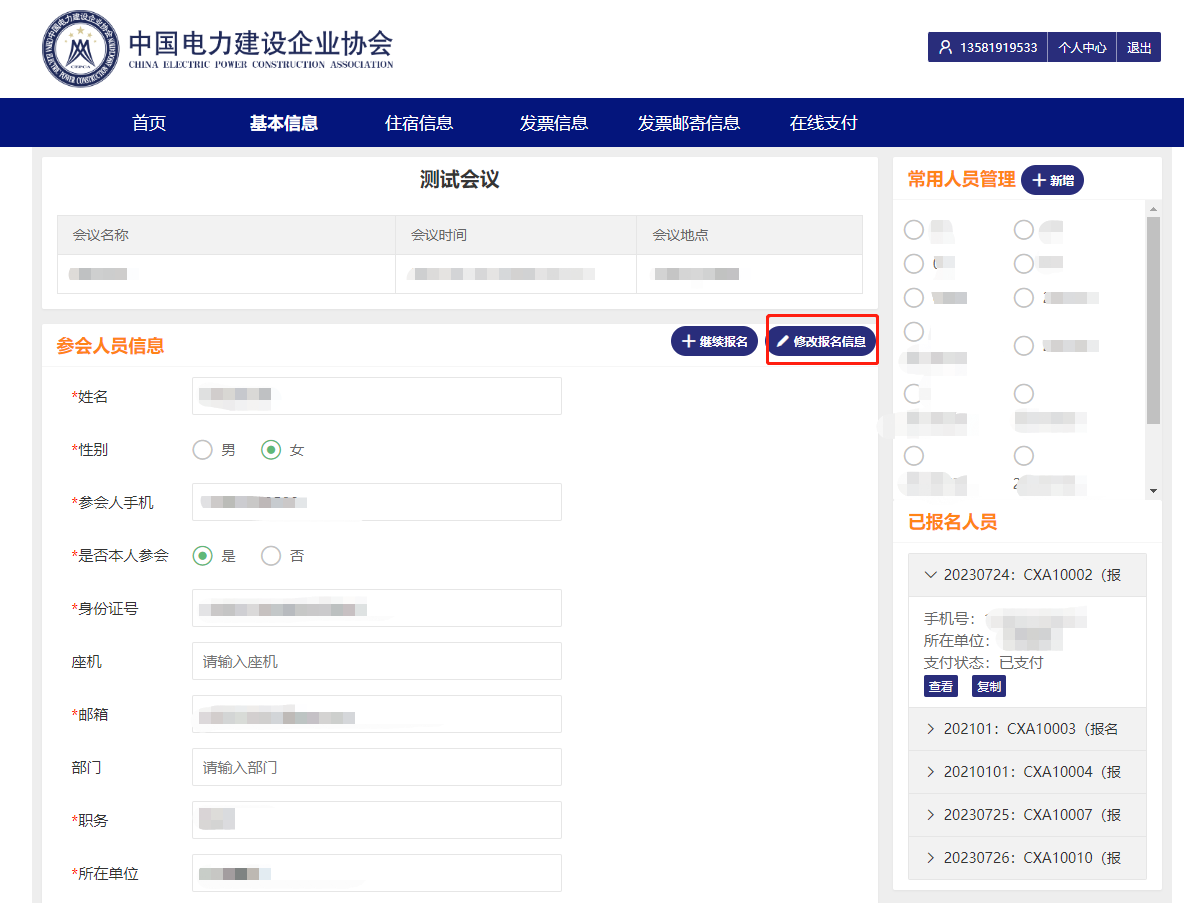 中国电力建设企业协会
CHINA ELECTRIC POWER CONSTRUCTION ASSOCIATION
13581919533 个人中心 退出
首页 基本信息 住宿信息 发票信息 发票邮寄信息 在线支付
测试会议
会议名称 会议时间 会议地点
参会人员信息 继续报名 修改报名信息
*姓名
*性别 男 女
*参会人手机
*是否本人参会 是 否
*身份证号
座机 请输入座机
*邮箱
部门 请输入部门
*职务
*所在单位
常用人员管理 新增
已报名人员
20230724：CXA10002（报
手机号：
所在单位：
支付状态：已支付
查看 复制
202101：CXA10003（报名
20210101：CXA10004（报
20230725：CXA10007（报
20230726：CXA10010（报